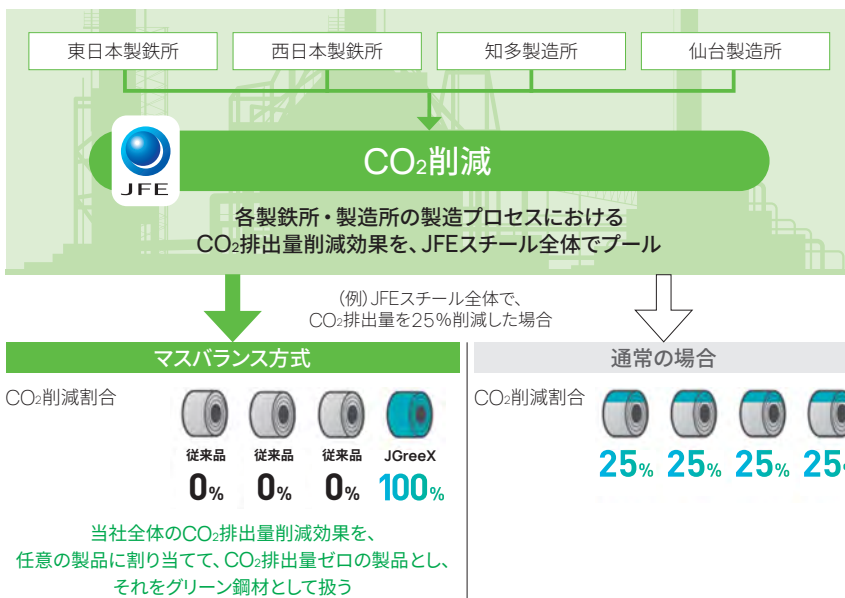 東日本製鉄所
西日本製鉄所
知多製造所
仙台製造所
JFE
CO₂削減
各製鉄所・製造所の製造プロセスにおける
CO₂排出量削減効果を、JFEスチール全体でプール
(例)JFEスチール全体で、
CO₂排出量を25%削減した場合
マスバランス方式
CO₂削減割合
従来品 従来品 従来品 JGreeX
0% 0% 0% 100%
当社全体のCO₂排出量削減効果を、
任意の製品に割り当てて、CO₂排出量ゼロの製品とし、
それをグリーン鋼材として扱う
通常の場合
CO₂削減割合
25% 25% 25% 25